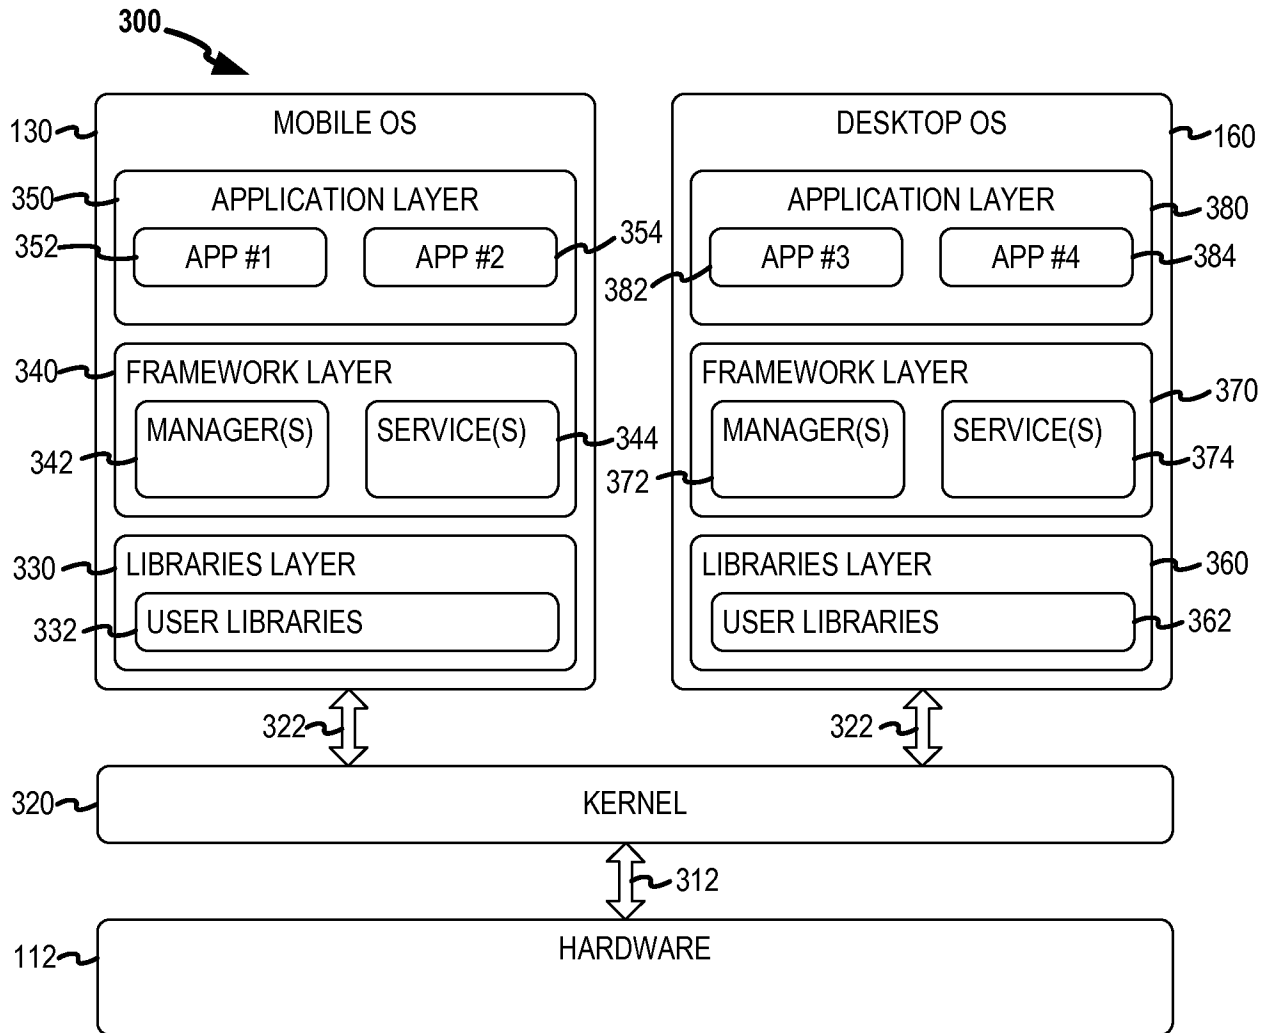 300
MOBILE OS
DESKTOP OS
130
160
350
APPLICATION LAYER
APPLICATION LAYER
380
352
APP #1
APP #2
354
382
APP #3
APP #4
384
340
FRAMEWORK LAYER
FRAMEWORK LAYER
370
342
MANAGER(S)
SERVICE(S)
344
372
MANAGER(S)
SERVICE(S)
374
330
LIBRARIES LAYER
LIBRARIES LAYER
360
332
USER LIBRARIES
USER LIBRARIES
362
322
322
320
KERNEL
312
112
HARDWARE